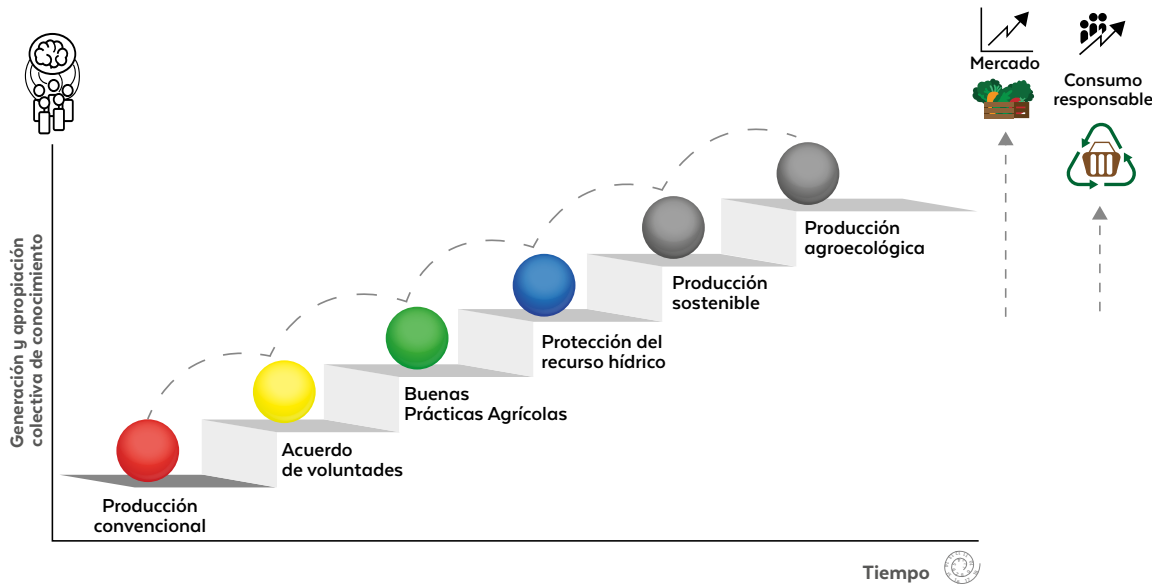 Mercado
Consumo
responsable
Generación y apropiación
colectiva de conocimiento
Producción
agroecológica
Producción
sostenible
Protección del
recurso hídrico
Buenas
Prácticas Agrícolas
Acuerdo
de voluntades
Producción
convencional
Tiempo